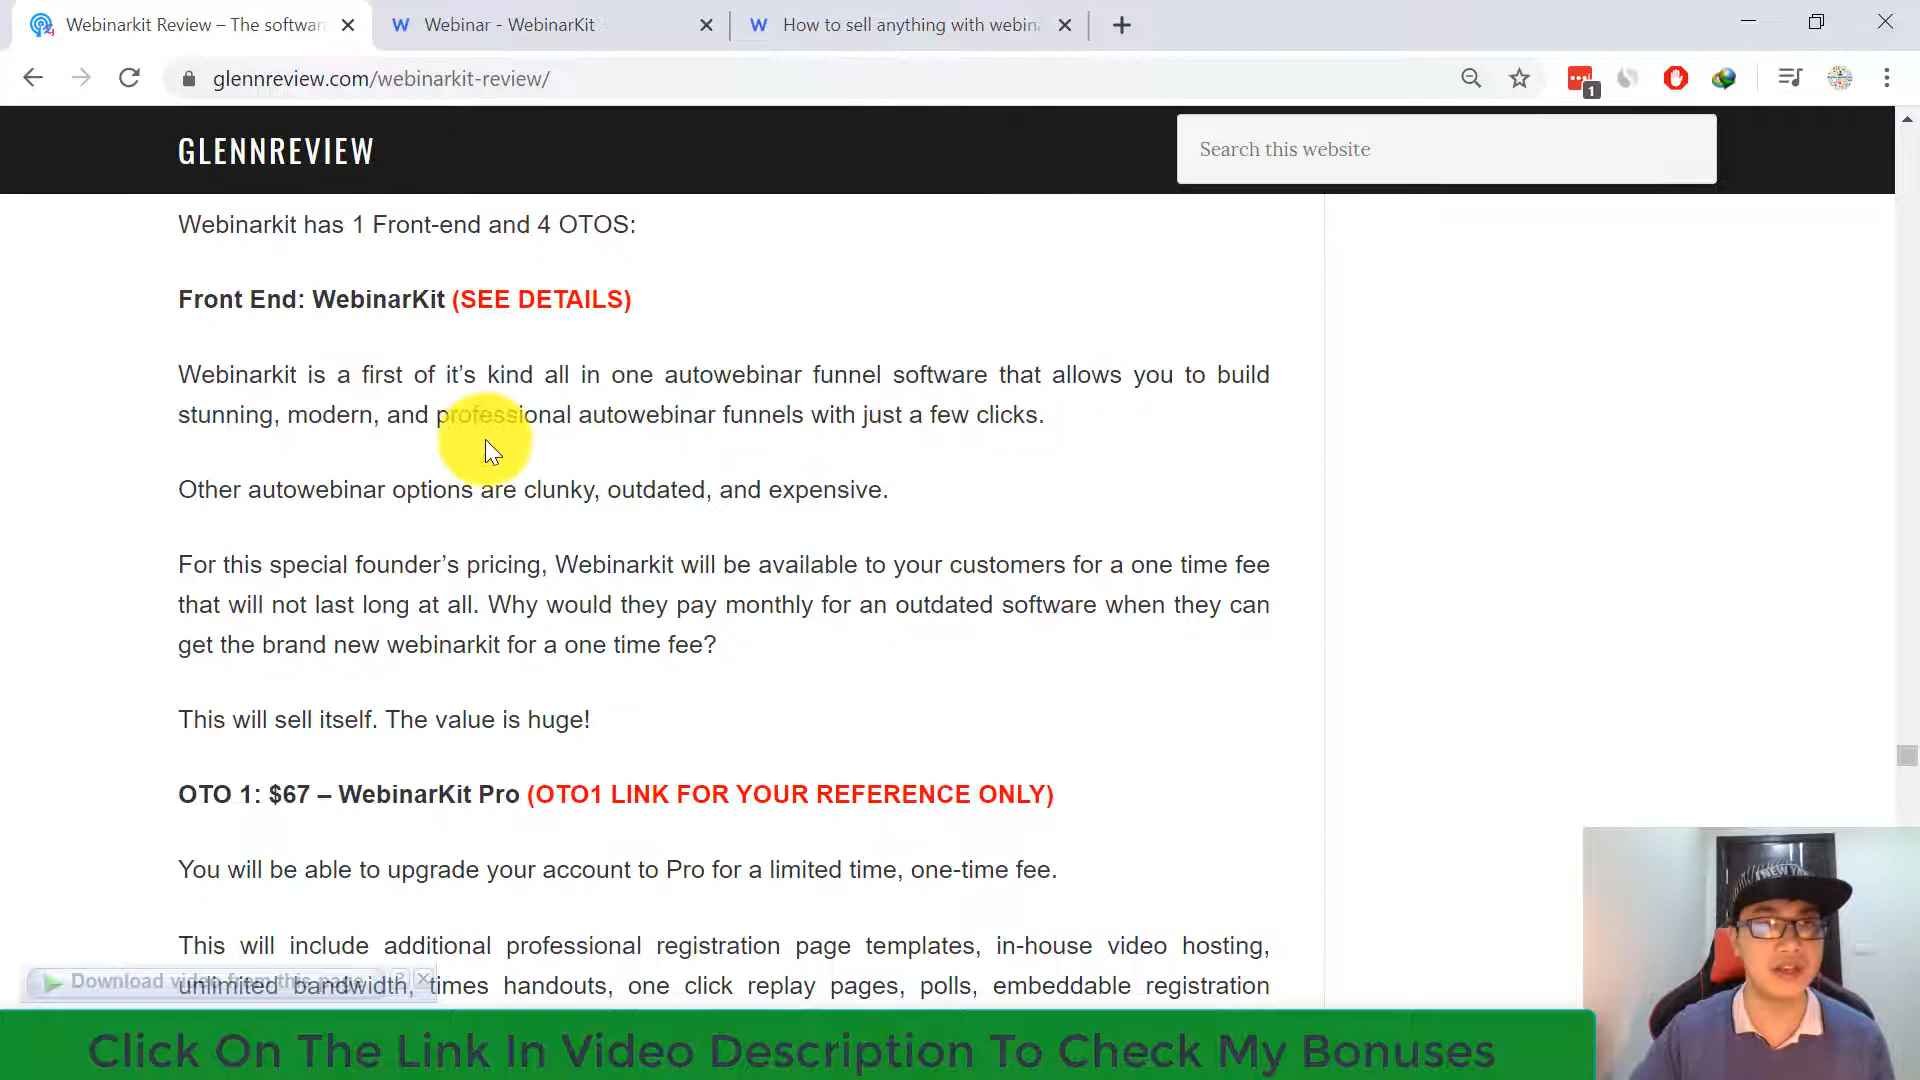 Webinarkit Review – The softwar
Webinar - WebinarKit
How to sell anything with webina
glennreview.com/webinarkit-review/
1
GLENNREVIEW
Search this website
Webinarkit has 1 Front-end and 4 OTOS:
Front End: WebinarKit (SEE DETAILS)
Webinarkit is a first of it’s kind all in one autowebinar funnel software that allows you to build
stunning, modern, and professional autowebinar funnels with just a few clicks.
Other autowebinar options are clunky, outdated, and expensive.
For this special founder’s pricing, Webinarkit will be available to your customers for a one time fee
that will not last long at all. Why would they pay monthly for an outdated software when they can
get the brand new webinarkit for a one time fee?
This will sell itself. The value is huge!
OTO 1: $67 – WebinarKit Pro (OTO1 LINK FOR YOUR REFERENCE ONLY)
You will be able to upgrade your account to Pro for a limited time, one-time fee.
This will include additional professional registration page templates, in-house video hosting,
Download video from this page ?
unlimited bandwidth, times handouts, one click replay pages, polls, embeddable registration
Click On The Link In Video Description To Check My Bonuses